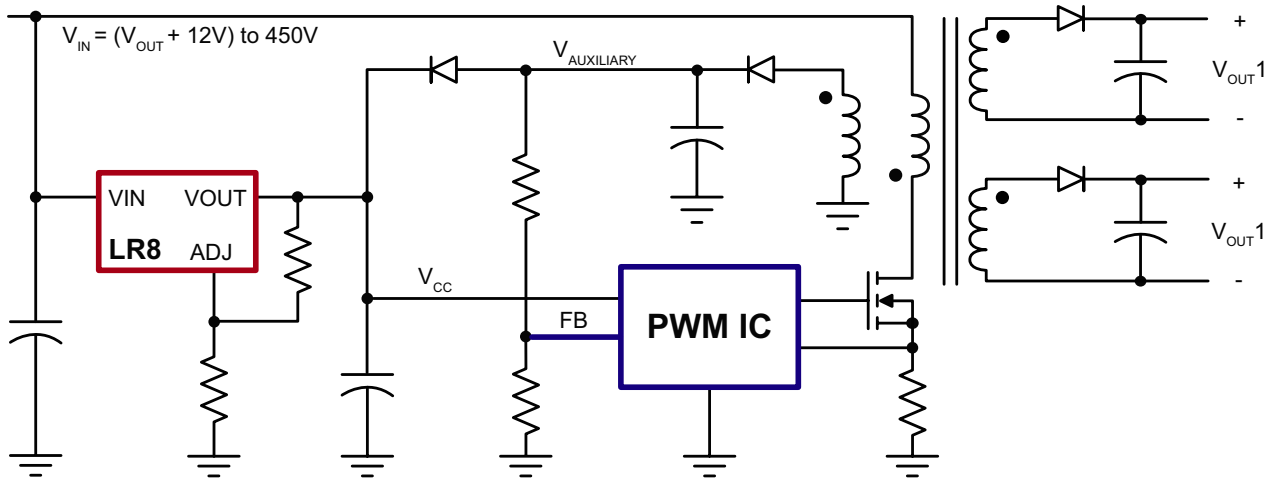 VIN = (VOUT + 12V) to 450V
VAUXILIARY
+
VOUT1
-
VIN VOUT
LR8 ADJ
+
VOUT1
-
VCC
FB
PWM IC